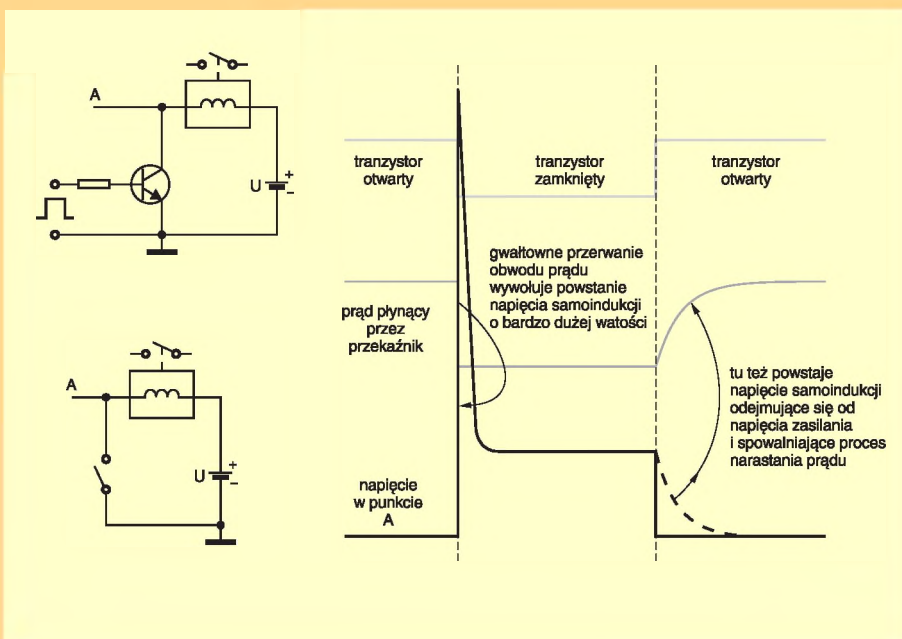 A
U
+
–
tranzystor
otwarty
tranzystor
zamknięty
tranzystor
otwarty
gwałtowne przerwanie
obwodu prądu
wywołuje powstanie
napięcia samoindukcji
o bardzo dużej watości
prąd płynący
przez
przekaźnik
A
U
+
–
tu też powstaje
napięcie samoindukcji
odejmujące się od
napięcia zasilania
i spowalniające proces
narastania prądu
napięcie
w punkcie
A